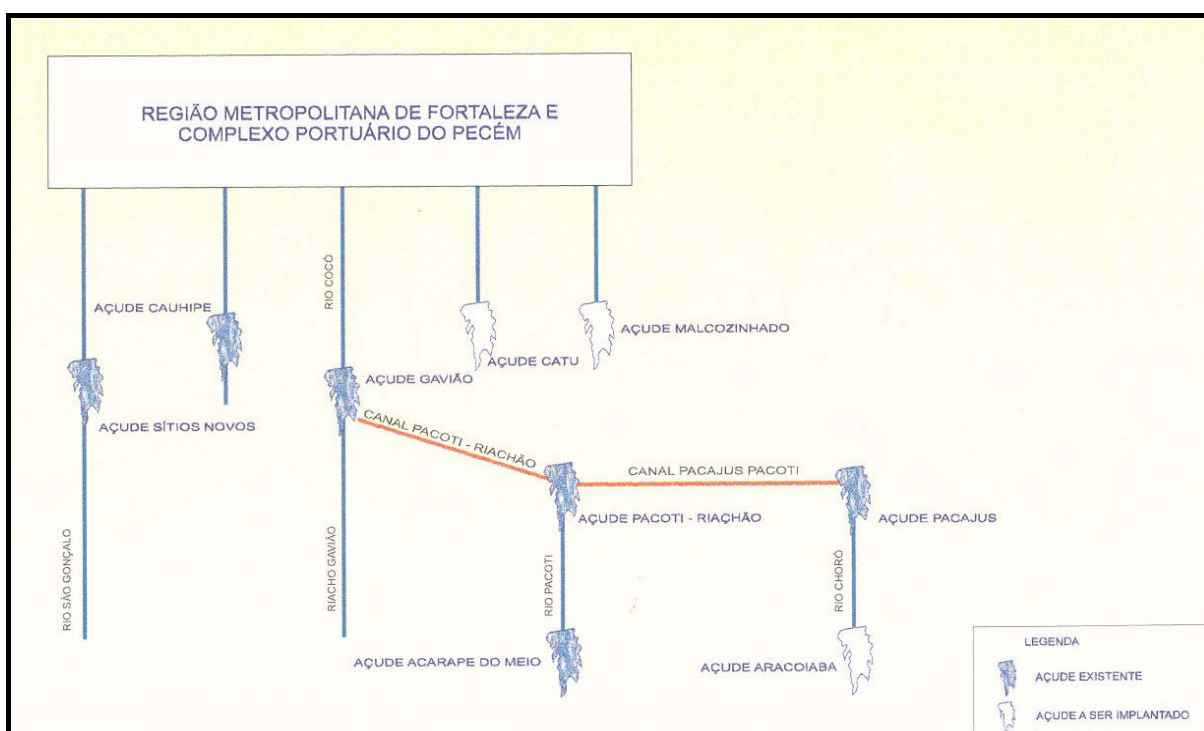 REGIÃO METROPOLITANA DE FORTALEZA E
COMPLEXO PORTUÁRIO DO PECÉM
RIO COCÓ
AÇUDE CAUHIPE
AÇUDE MALCOZINHADO
AÇUDE CATU
AÇUDE GAVIÃO
AÇUDE SÍTIOS NOVOS
CANAL PACOTI - RIACHÃO
CANAL PACAJUS PACOTI
AÇUDE PACOTI - RIAÇHÃO
AÇUDE PACAJUS
RIO SÃO GONÇALO
RIACHO GAVIÃO
RIO PACOTI
RIO CHORÓ
AÇUDE ACARAPE DO MEIO
AÇUDE ARACOIABA
LEGENDA
AÇUDE EXISTENTE
AÇUDE A SER IMPLANTADO